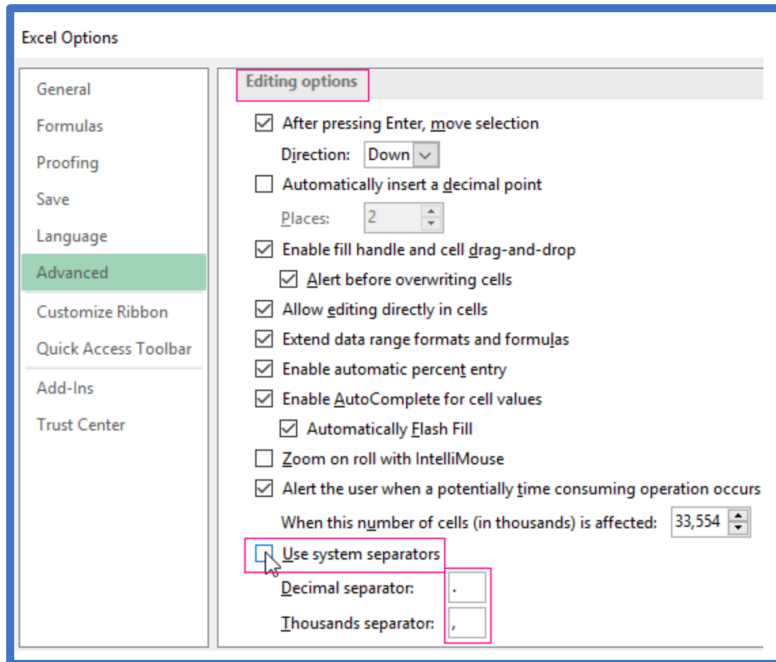 Excel Options
General
Formulas
Proofing
Save
Language
Advanced
Customize Ribbon
Quick Access Toolbar
Add-Ins
Trust Center
Editing options
After pressing Enter, move selection
Direction: Down
Automatically insert a decimal point
Places: 2
Enable fill handle and cell drag-and-drop
Alert before overwriting cells
Allow editing directly in cells
Extend data range formats and formulas
Enable automatic percent entry
Enable AutoComplete for cell values
Automatically Flash Fill
Zoom on roll with IntelliMouse
Alert the user when a potentially time consuming operation occurs
When this number of cells (in thousands) is affected: 33,554
Use system separators
Decimal separator: .
Thousands separator: ,